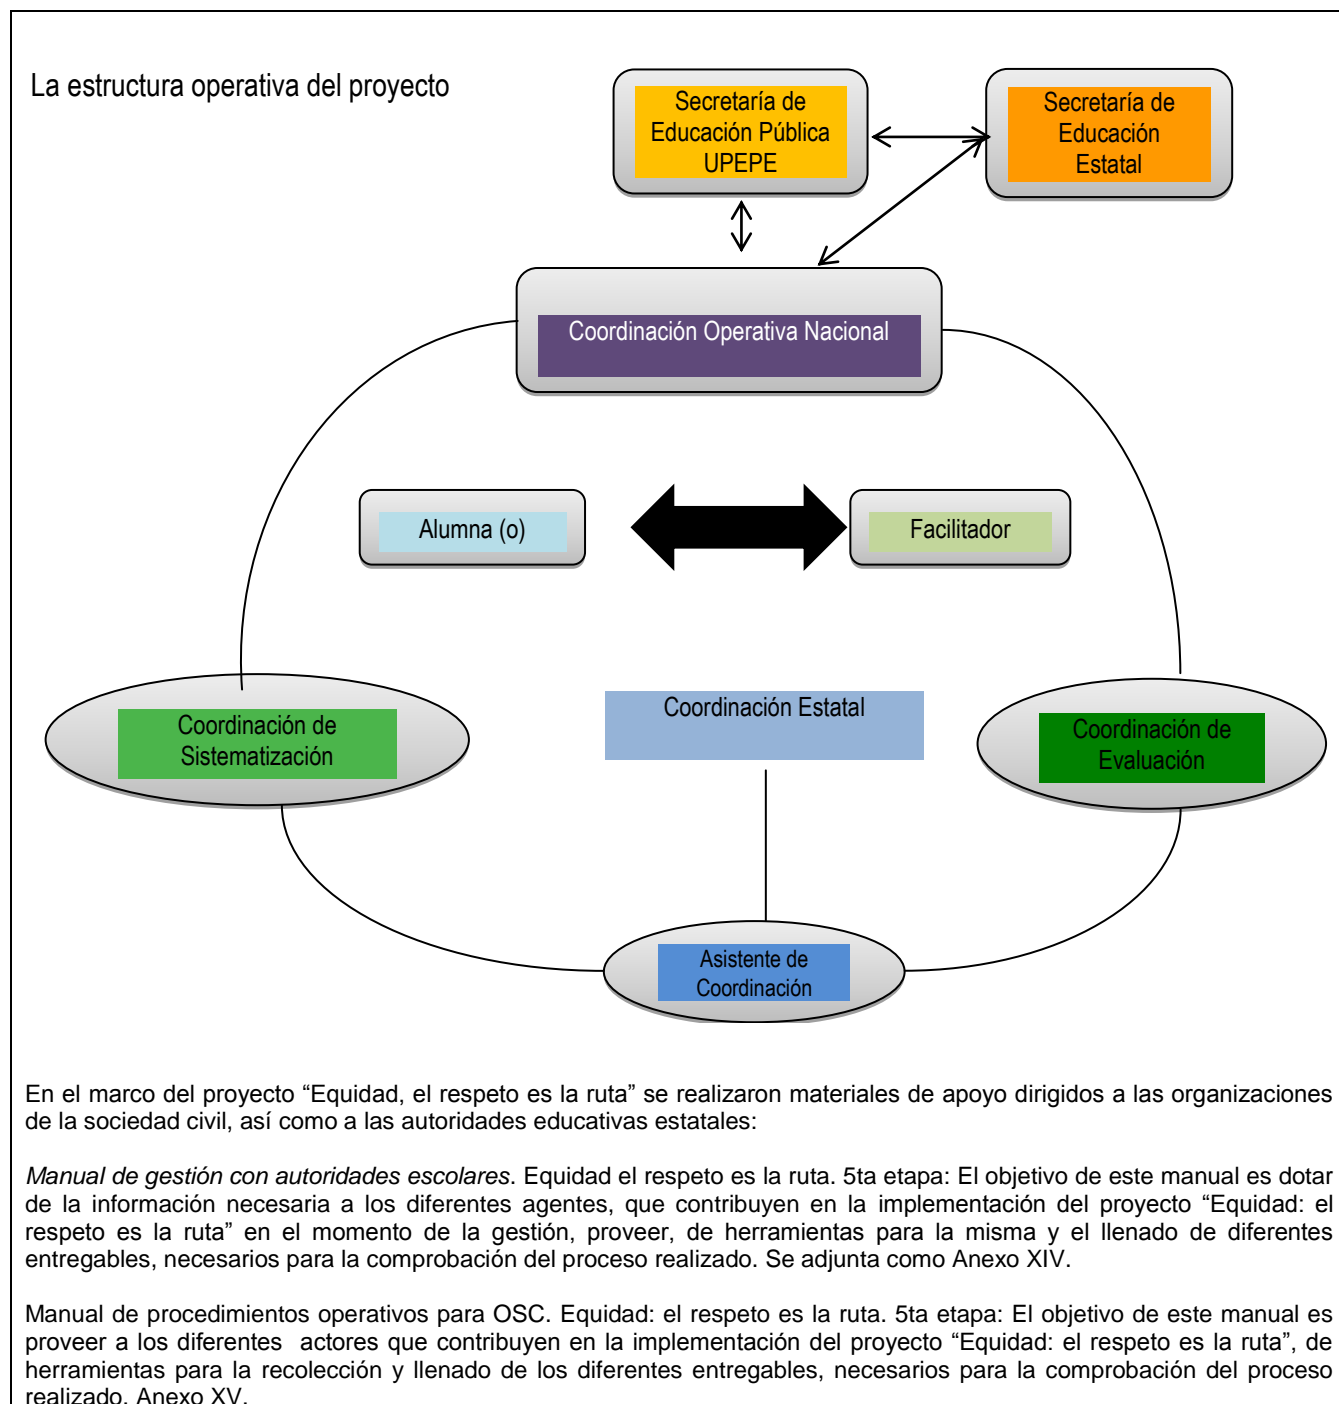 La estructura operativa del proyecto
Secretaría de
Educación Pública
UPEPE
Secretaría de
Educación
Estatal
Coordinación Operativa Nacional
Alumna (o)
Facilitador
Coordinación de
Sistematización
Coordinación Estatal
Coordinación de
Evaluación
Asistente de
Coordinación
En el marco del proyecto “Equidad, el respeto es la ruta” se realizaron materiales de apoyo dirigidos a las organizaciones
de la sociedad civil, así como a las autoridades educativas estatales:
Manual de gestión con autoridades escolares. Equidad el respeto es la ruta. 5ta etapa: El objetivo de este manual es dotar
de la información necesaria a los diferentes agentes, que contribuyen en la implementación del proyecto “Equidad: el
respeto es la ruta” en el momento de la gestión, proveer, de herramientas para la misma y el llenado de diferentes
entregables, necesarios para la comprobación del proceso realizado. Se adjunta como Anexo XIV.
Manual de procedimientos operativos para OSC. Equidad: el respeto es la ruta. 5ta etapa: El objetivo de este manual es
proveer a los diferentes actores que contribuyen en la implementación del proyecto “Equidad: el respeto es la ruta”, de
herramientas para la recolección y llenado de los diferentes entregables, necesarios para la comprobación del proceso
realizado. Anexo XV.